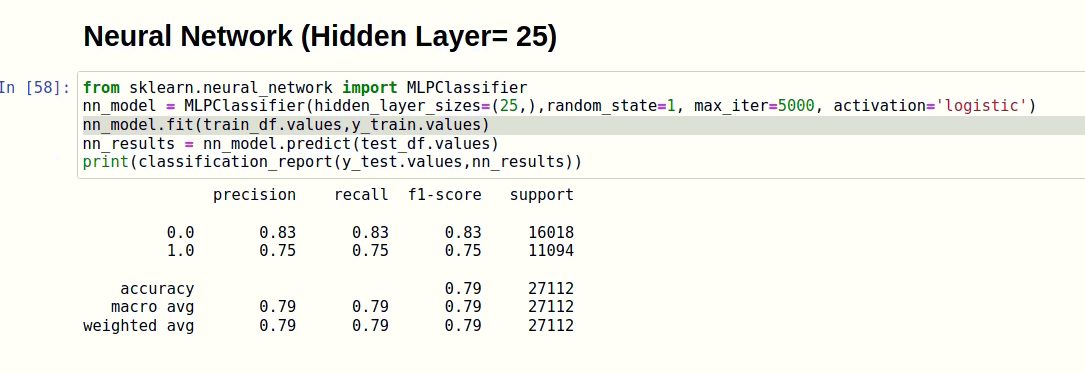 Neural Network (Hidden Layer= 25)
In [58]:
from sklearn.neural_network import MLPClassifier
nn_model = MLPClassifier(hidden_layer_sizes=(25,),random_state=1, max_iter=5000, activation='logistic')
nn_model.fit(train_df.values,y_train.values)
nn_results = nn_model.predict(test_df.values)
print(classification_report(y_test.values,nn_results))
precision recall f1-score support
0.0 0.83 0.83 0.83 16018
1.0 0.75 0.75 0.75 11094
accuracy 0.79 27112
macro avg 0.79 0.79 0.79 27112
weighted avg 0.79 0.79 0.79 27112